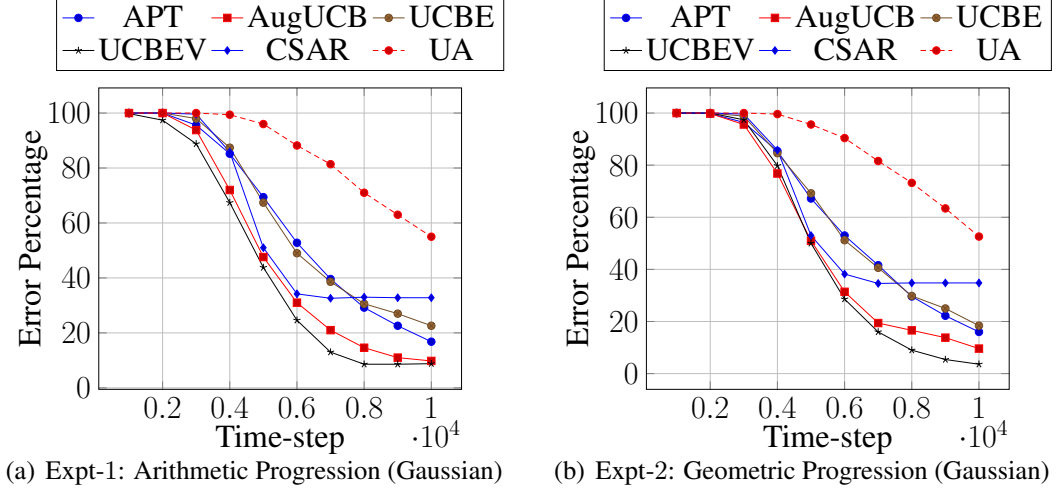 APT AugUCB UCBE
UCBEV CSAR UA
100
80
60
40
20
0
0.2 0.4 0.6 0.8 1
·10^4
Error Percentage
Time-step
(a) Expt-1: Arithmetic Progression (Gaussian)
APT AugUCB UCBE
UCBEV CSAR UA
100
80
60
40
20
0
0.2 0.4 0.6 0.8 1
·10^4
Error Percentage
Time-step
(b) Expt-2: Geometric Progression (Gaussian)